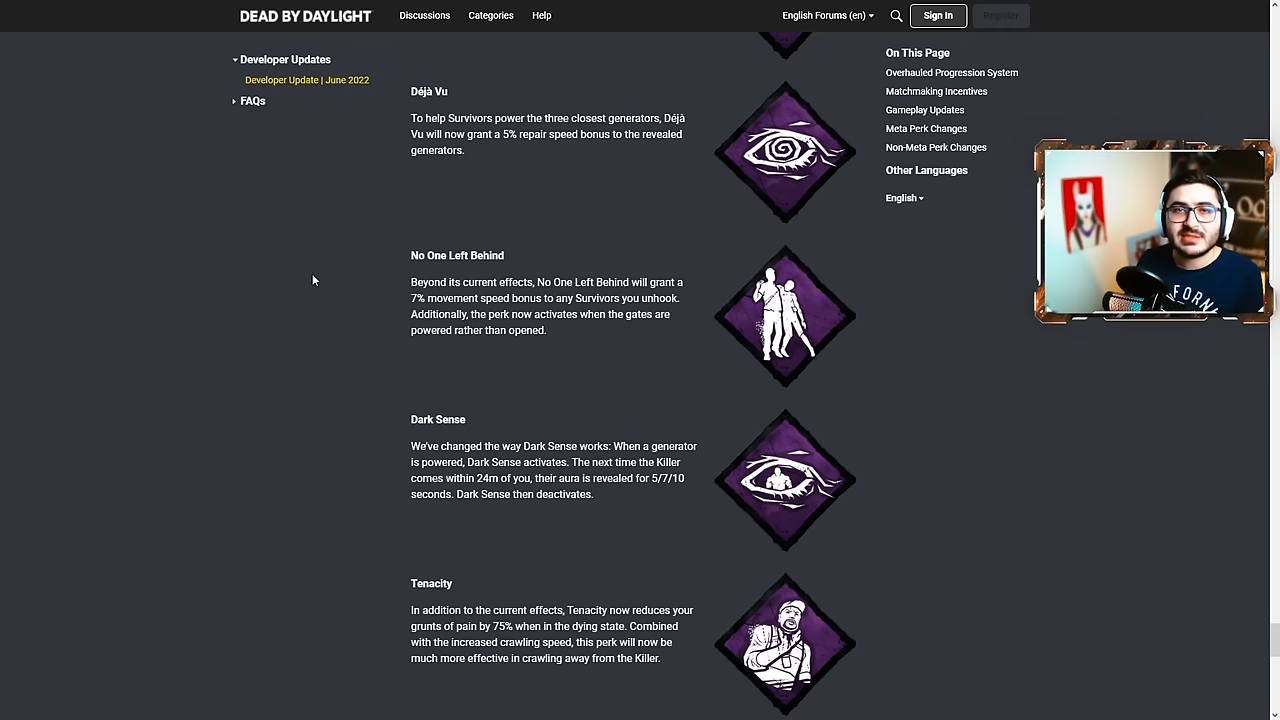 DEAD BY DAYLIGHT
Discussions
Categories
Help
English Forums (en)
Sign In
Register
Developer Updates
Developer Update | June 2022
FAQs
Déjà Vu
To help Survivors power the three closest generators, Déjà
Vu will now grant a 5% repair speed bonus to the revealed
generators.
No One Left Behind
Beyond its current effects, No One Left Behind will grant a
7% movement speed bonus to any Survivors you unhook.
Additionally, the perk now activates when the gates are
powered rather than opened.
Dark Sense
We've changed the way Dark Sense works: When a generator
is powered, Dark Sense activates. The next time the Killer
comes within 24m of you, their aura is revealed for 5/7/10
seconds. Dark Sense then deactivates.
Tenacity
In addition to the current effects, Tenacity now reduces your
grunts of pain by 75% when in the dying state. Combined
with the increased crawling speed, this perk will now be
much more effective in crawling away from the Killer.
On This Page
Overhauled Progression System
Matchmaking Incentives
Gameplay Updates
Meta Perk Changes
Non-Meta Perk Changes
Other Languages
English